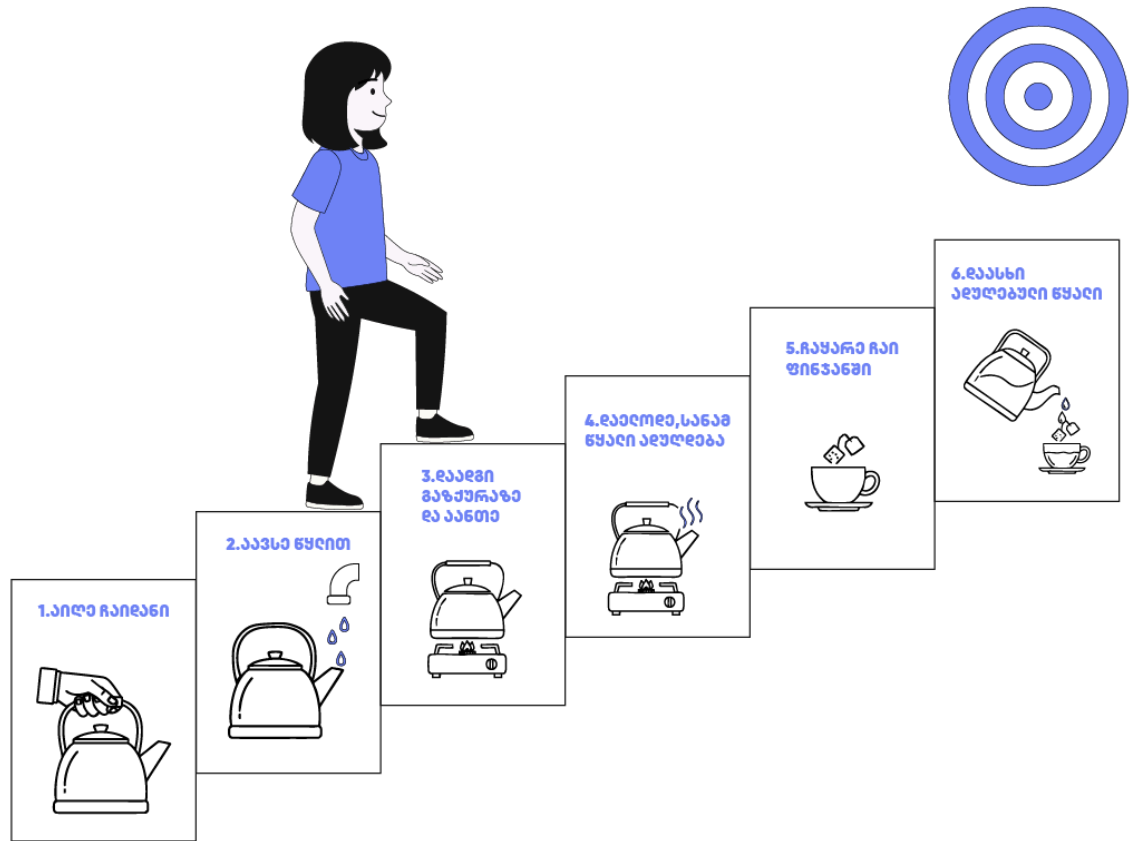 1.აიღე ჩაიდანი
2.აავსე წყლით
3.დაადგი
გაზქურაზე
და აანთე
4.დაელოდე,სანამ
წყალი ადუღდება
5.ჩაყარე ჩაი
ფინჯანში
6.დაასხი
ადუღებული წყალი